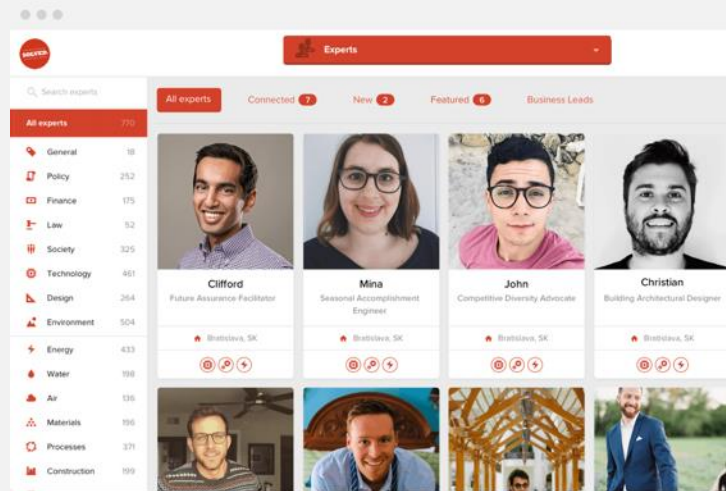 SOLVED
Experts
Search experts
All experts 770
General 18
Policy 252
Finance 175
Law 52
Society 325
Technology 461
Design 264
Environment 504
Energy 433
Water 198
Air 136
Materials 196
Processes 371
Construction 199
All experts
Connected 7
New 2
Featured 6
Business Leads
Clifford
Future Assurance Facilitator
Bratislava, SK
Mina
Seasonal Accomplishment
Engineer
Bratislava, SK
John
Competitive Diversity Advocate
Bratislava, SK
Christian
Building Architectural Designer
Bratislava, SK